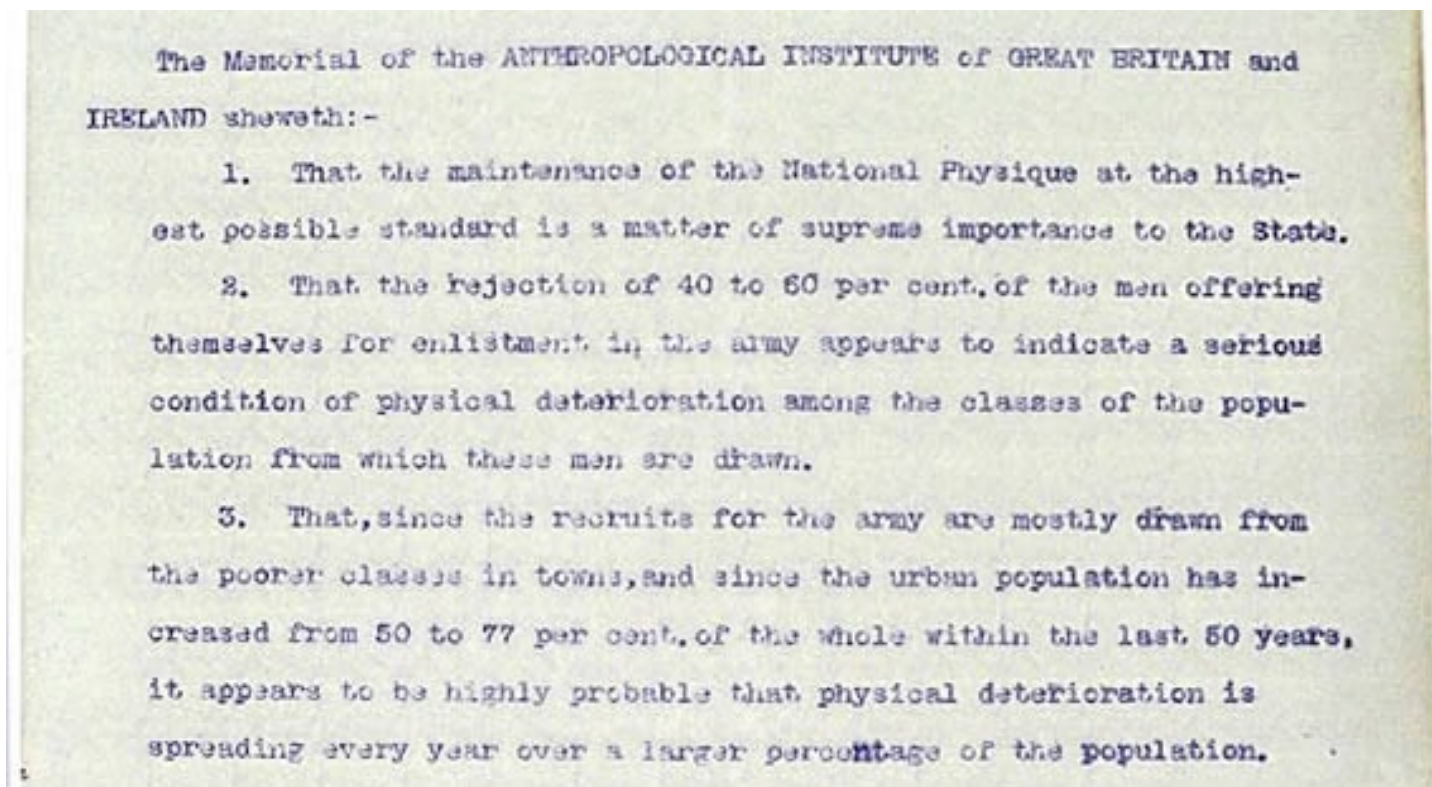 The Memorial of the ANTHROPOLOGICAL INSTITUTE of GREAT BRITAIN and
IRELAND sheweth:-
1. That the maintenance of the National Physique at the high-
est possible standard is a matter of supreme importance to the State.
2. That the rejection of 40 to 60 per cent. of the men offering
themselves for enlistment in the army appears to indicate a serious
condition of physical deterioration among the classes of the popu-
lation from which these men are drawn.
3. That,since the recruits for the army are mostly drawn from
the poorer classes in towns,and since the urban population has in-
creased from 50 to 77 per cent. of the whole within the last 50 years,
it appears to be highly probable that physical deterioration is
spreading every year over a larger percentage of the population.